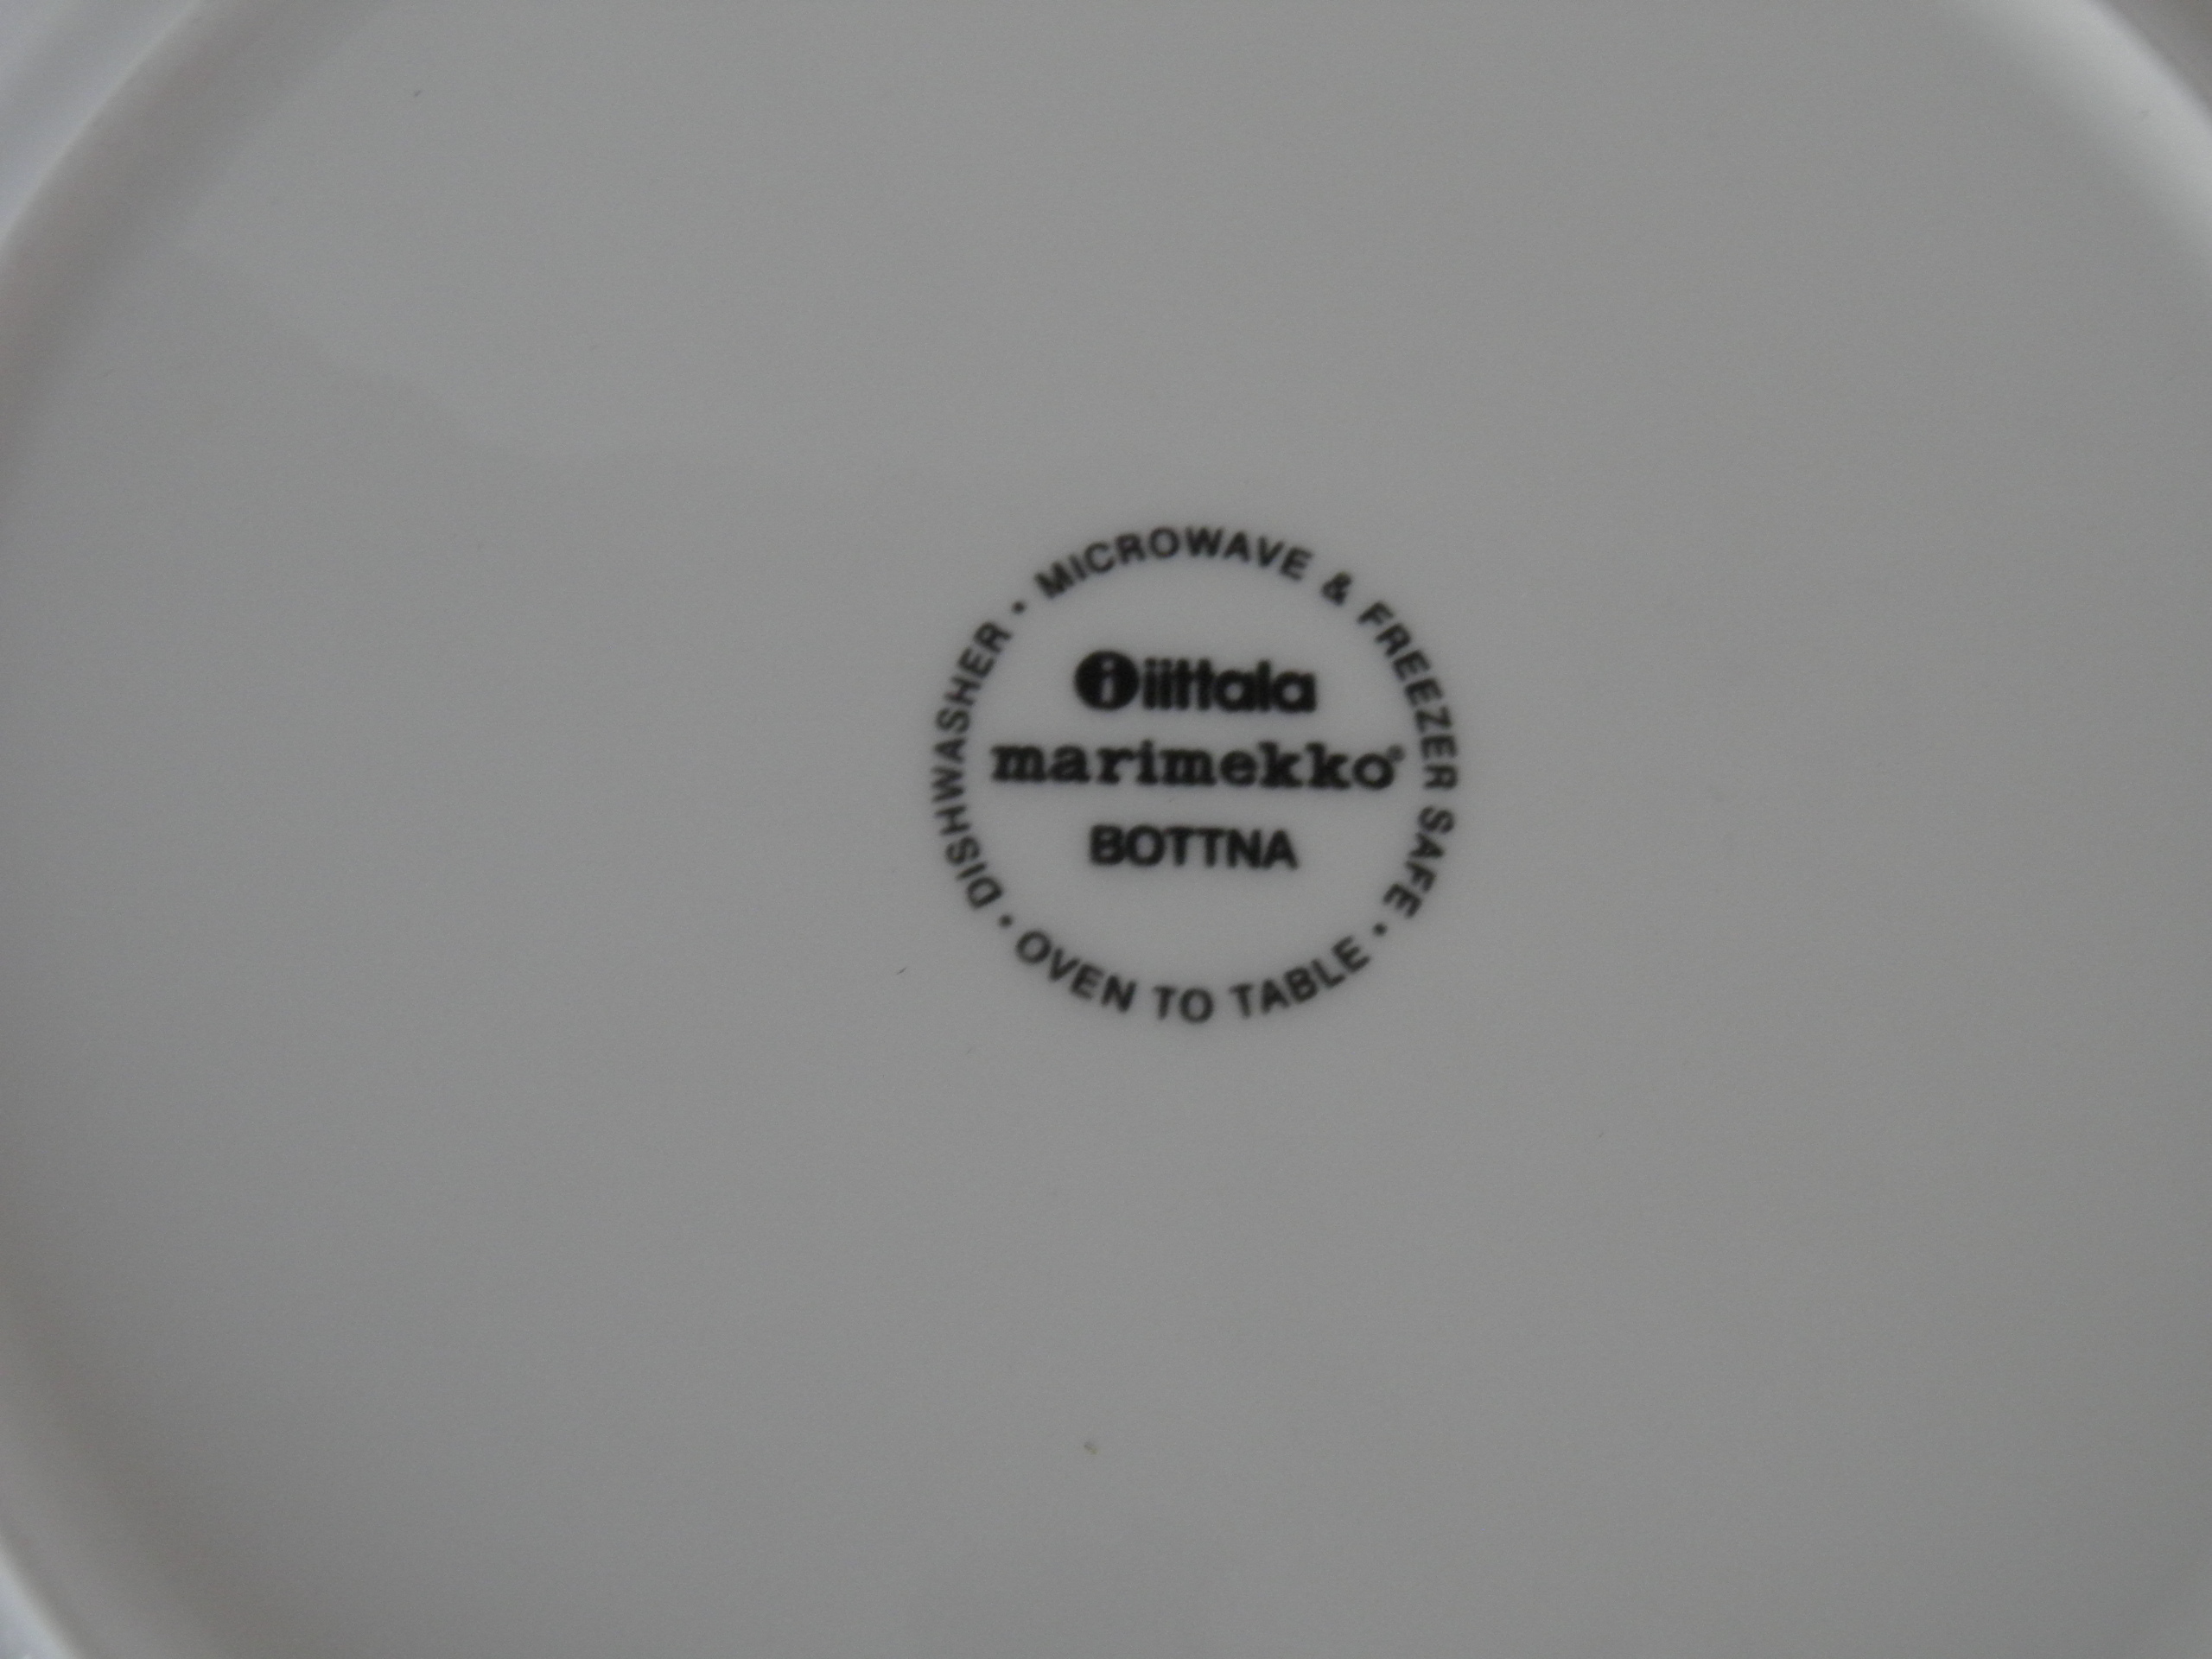 DISHWASHER • MICROWAVE & FREEZER SAFE • OVEN TO TABLE •
i iittala
marimekko®
BOTTNA